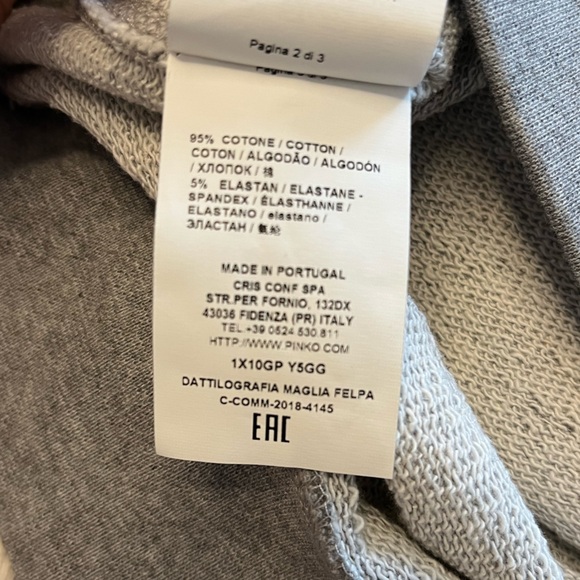 Pagina 2 di 3
95% COTONE / COTTON /
COTON / ALGODÃO / ALGODÓN
/ ХЛОПОК / 棉
5% ELASTAN / ELASTANE -
SPANDEX / ÉLASTHANNE /
ELASTANO / elastano /
ЭЛАСТАН / 氨纶
MADE IN PORTUGAL
CRIS CONF SPA
STR.PER FORNIO, 132DX
43036 FIDENZA (PR) ITALY
TEL.+39 0524 530.811
HTTP://WWW.PINKO.COM
1X10GP Y5GG
DATTILOGRAFIA MAGLIA FELPA
C-COMM-2018-4145
EAC